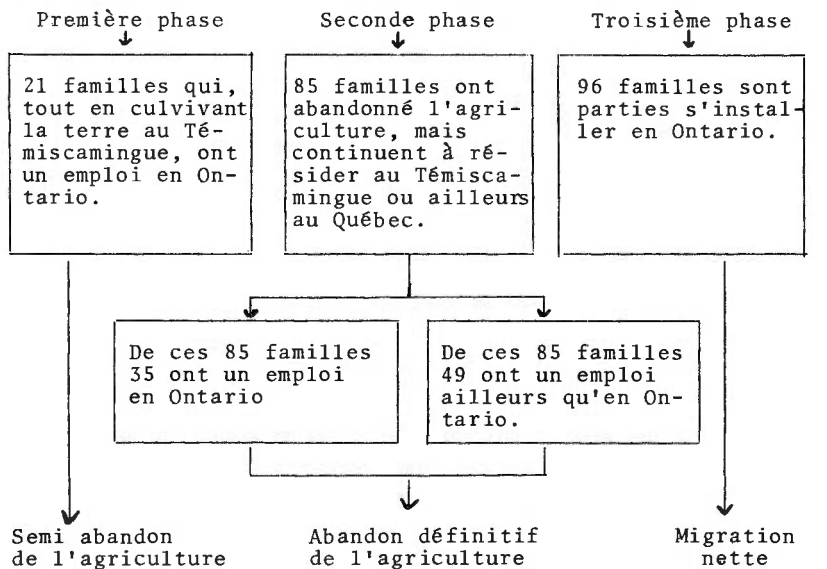 Première phase
Seconde phase
Troisième phase
21 familles qui,
tout en culvivant
la terre au Té-
miscamingue, ont
un emploi en On-
tario.
85 familles ont
abandonné l'agri-
culture, mais
continuent à ré-
sider au Témisca-
mingue ou ailleurs
au Québec.
96 familles sont
parties s'instal-
ler en Ontario.
De ces 85 familles
35 ont un emploi
en Ontario
De ces 85 familles
49 ont un emploi
ailleurs qu'en On-
tario.
Semi abandon
de l'agriculture
Abandon définitif
de l'agriculture
Migration
nette